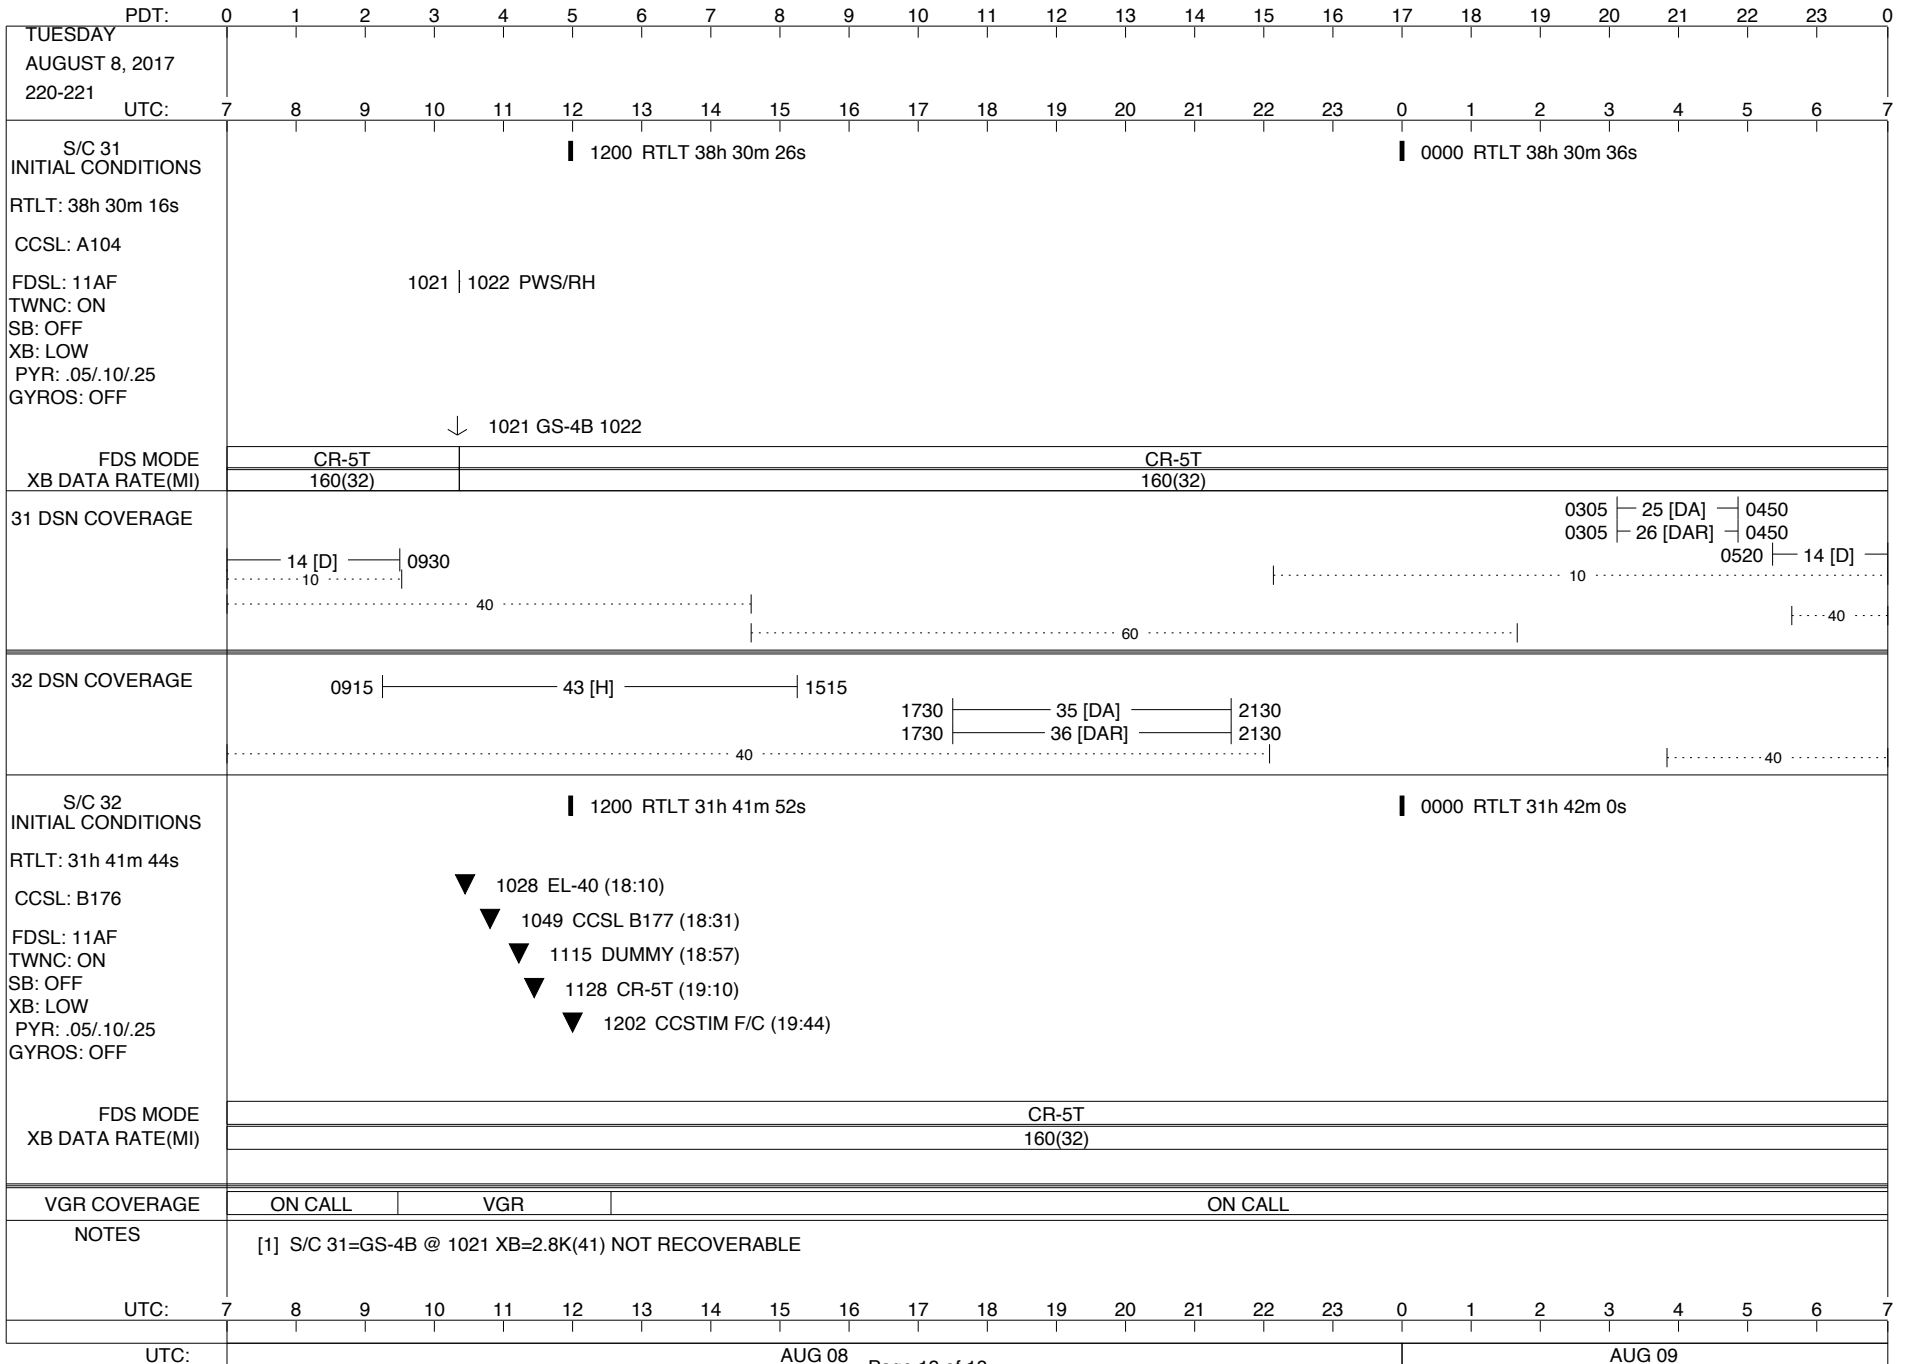 PDT: 0 1 2 3 4 5 6 7 8 9 10 11 12 13 14 15 16 17 18 19 20 21 22 23 0
TUESDAY
AUGUST 8, 2017
220-221
UTC: 7 8 9 10 11 12 13 14 15 16 17 18 19 20 21 22 23 0 1 2 3 4 5 6 7
S/C 31
INITIAL CONDITIONS
1200 RTLT 38h 30m 26s
0000 RTLT 38h 30m 36s
RTLT: 38h 30m 16s
CCSL: A104
FDSL: 11AF
1021 1022 PWS/RH
TWNC: ON
SB: OFF
XB: LOW
PYR: .05/.10/.25
GYROS: OFF
1021 GS-4B 1022
FDS MODE CR-5T CR-5T
XB DATA RATE(MI) 160(32) 160(32)
31 DSN COVERAGE
0305 25 [DA] 0450
0305 26 [DAR] 0450
14 [D] 0930
0520 14 [D]
10
10
40
40
60
32 DSN COVERAGE
0915 43 [H] 1515
1730 35 [DA] 2130
1730 36 [DAR] 2130
40
40
S/C 32
INITIAL CONDITIONS
1200 RTLT 31h 41m 52s
0000 RTLT 31h 42m 0s
RTLT: 31h 41m 44s
1028 EL-40 (18:10)
CCSL: B176
1049 CCSL B177 (18:31)
FDSL: 11AF
TWNC: ON
1115 DUMMY (18:57)
SB: OFF
1128 CR-5T (19:10)
XB: LOW
PYR: .05/.10/.25
1202 CCSTIM F/C (19:44)
GYROS: OFF
FDS MODE CR-5T
XB DATA RATE(MI) 160(32)
VGR COVERAGE ON CALL VGR ON CALL
NOTES
[1] S/C 31=GS-4B @ 1021 XB=2.8K(41) NOT RECOVERABLE
UTC: 7 8 9 10 11 12 13 14 15 16 17 18 19 20 21 22 23 0 1 2 3 4 5 6 7
UTC: AUG 08 AUG 09